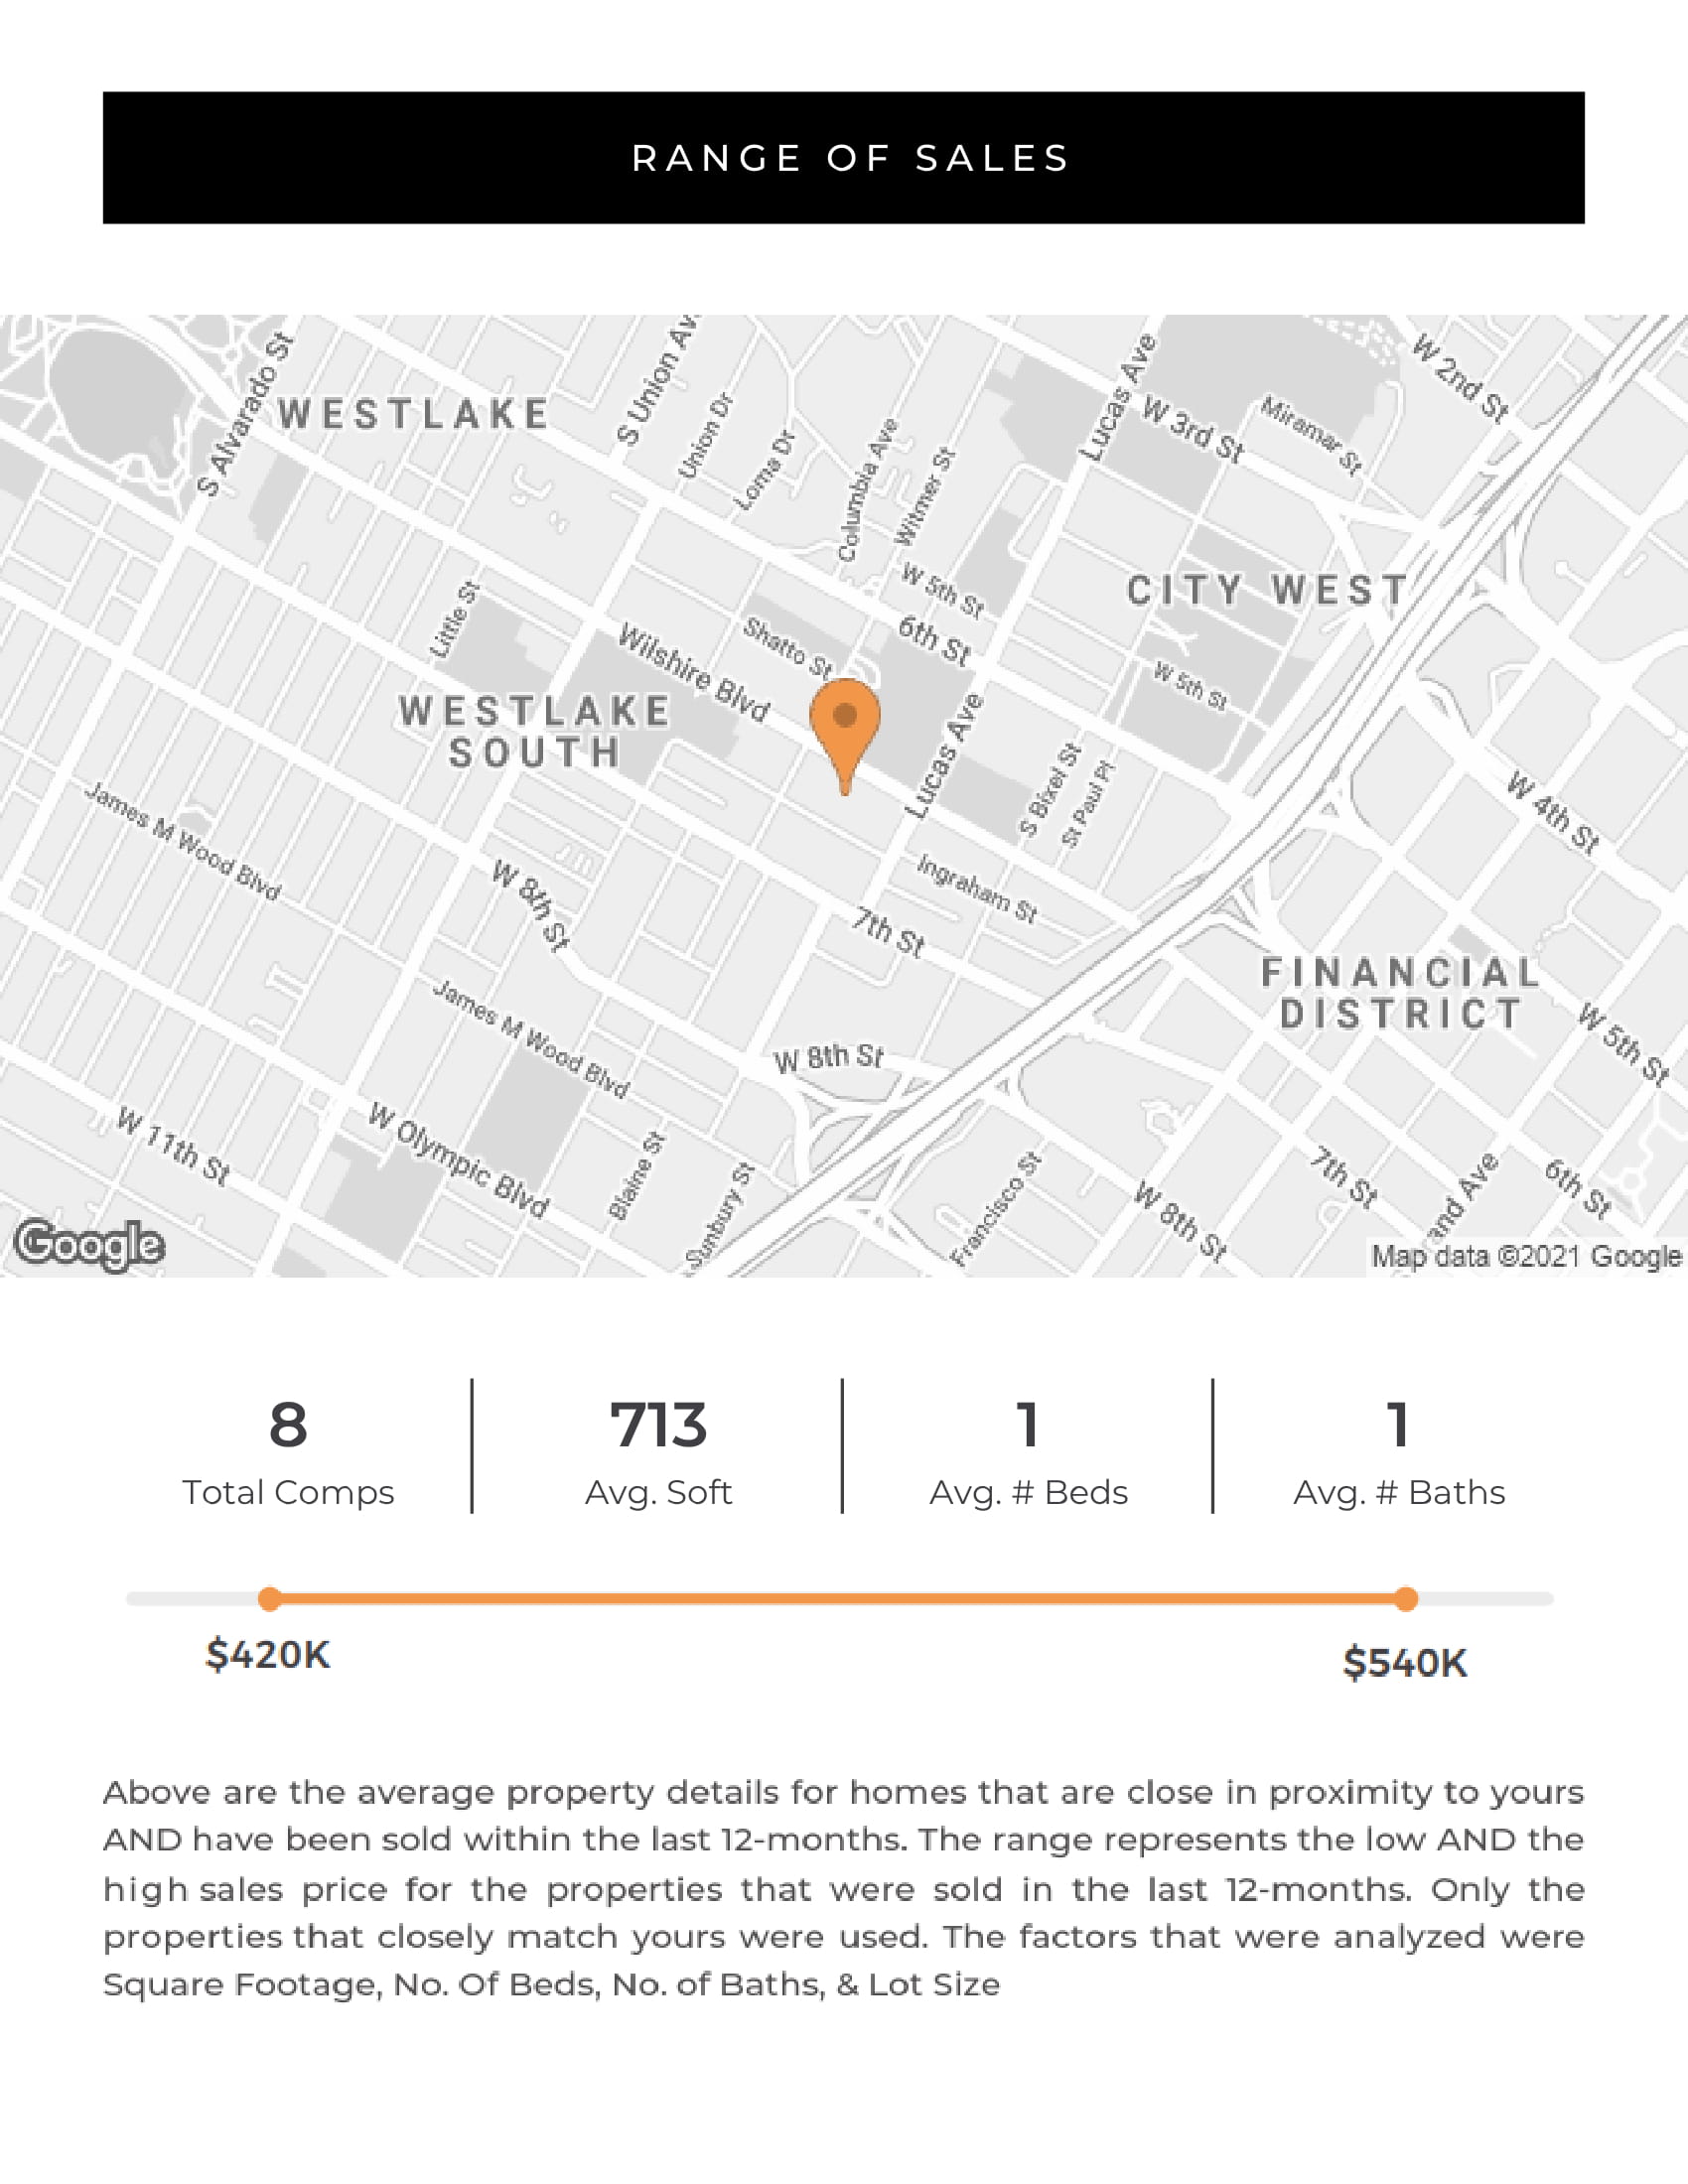 RANGE OF SALES
S Alvarado St
WESTLAKE
S Union Av
Union Dr
Loma Dr
Columbia Ave
Witmer St
Lucas Ave
W 3rd St
Miramar St
W 2nd St
W 5th St
6th St
CITY WEST
Little St
Wilshire Blvd
Shatto St
W 5th St
WESTLAKE
SOUTH
Lucas Ave
S Bixel St
St Paul Pl
W 4th St
James M Wood Blvd
W 8th St
Ingraham St
7th St
FINANCIAL
DISTRICT
W 5th St
James M Wood Blvd
W 8th St
W 11th St
W Olympic Blvd
Blaine St
Sunbury St
Francisco St
W 8th St
7th St
and Ave
6th St
Google
Map data ©2021 Google
8
Total Comps
713
Avg. Soft
1
Avg. # Beds
1
Avg. # Baths
$420K
$540K
Above are the average property details for homes that are close in proximity to yours
AND have been sold within the last 12-months. The range represents the low AND the
high sales price for the properties that were sold in the last 12-months. Only the
properties that closely match yours were used. The factors that were analyzed were
Square Footage, No. Of Beds, No. of Baths, & Lot Size